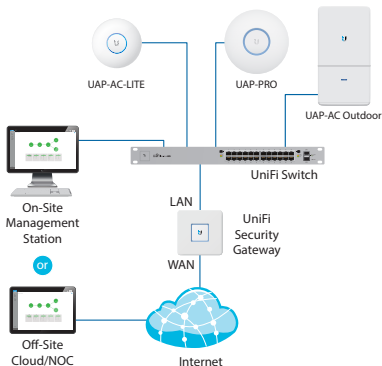 UAP-AC-LITE
UAP-PRO
UAP-AC Outdoor
UniFi Switch
On-Site
Management
Station
or
Off-Site
Cloud/NOC
LAN
UniFi
Security
Gateway
WAN
Internet